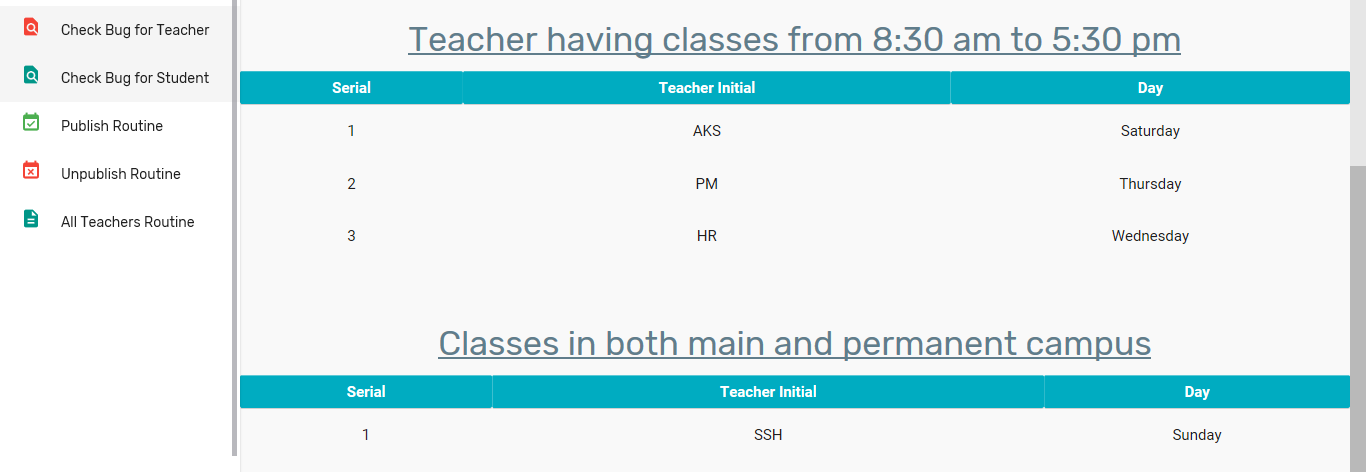 Check Bug for Teacher
Check Bug for Student
Publish Routine
Unpublish Routine
All Teachers Routine
Teacher having classes from 8:30 am to 5:30 pm
Serial Teacher Initial Day
1 AKS Saturday
2 PM Thursday
3 HR Wednesday
Classes in both main and permanent campus
Serial Teacher Initial Day
1 SSH Sunday